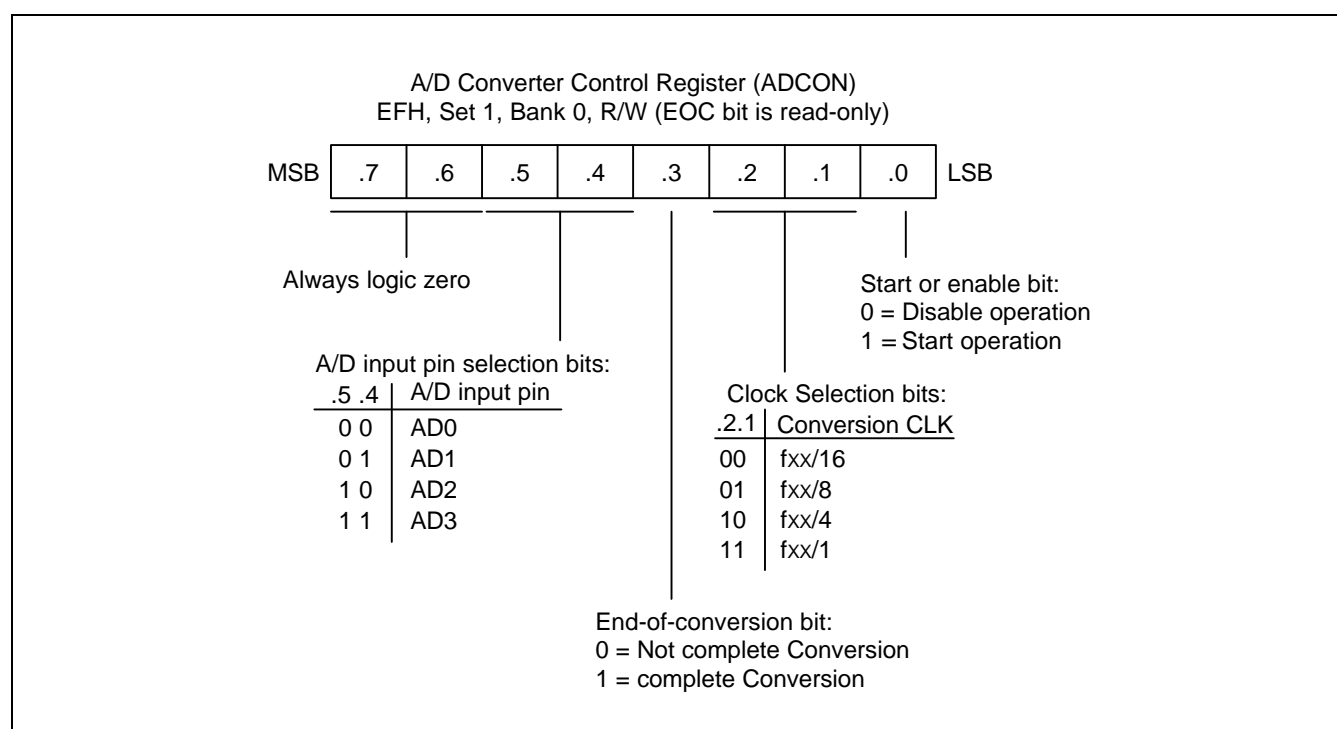 A/D Converter Control Register (ADCON)
EFH, Set 1, Bank 0, R/W (EOC bit is read-only)
MSB .7 .6 .5 .4 .3 .2 .1 .0 LSB
Always logic zero
Start or enable bit:
0 = Disable operation
1 = Start operation
A/D input pin selection bits:
.5 .4 A/D input pin
0 0 AD0
0 1 AD1
1 0 AD2
1 1 AD3
Clock Selection bits:
.2.1 Conversion CLK
00 fxx/16
01 fxx/8
10 fxx/4
11 fxx/1
End-of-conversion bit:
0 = Not complete Conversion
1 = complete Conversion